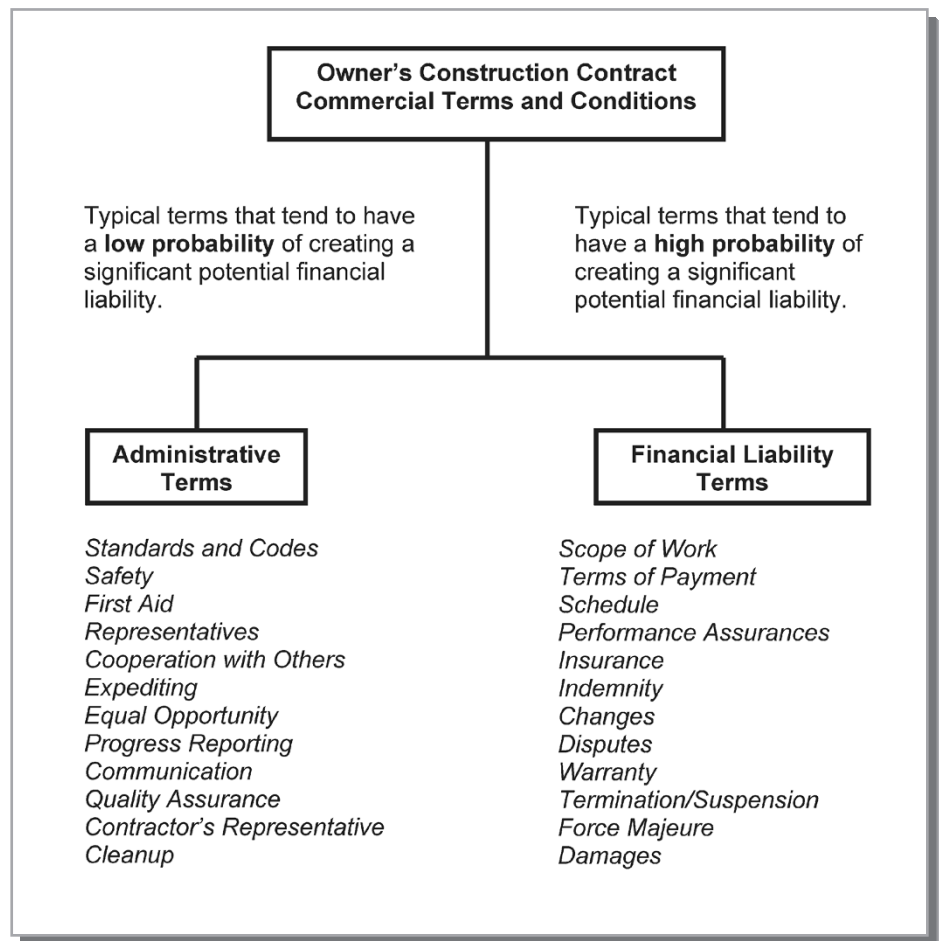 Owner’s Construction Contract
Commercial Terms and Conditions
Typical terms that tend to have
a low probability of creating a
significant potential financial
liability.
Typical terms that tend to
have a high probability of
creating a significant
potential financial liability.
Administrative
Terms
Standards and Codes
Safety
First Aid
Representatives
Cooperation with Others
Expediting
Equal Opportunity
Progress Reporting
Communication
Quality Assurance
Contractor’s Representative
Cleanup
Financial Liability
Terms
Scope of Work
Terms of Payment
Schedule
Performance Assurances
Insurance
Indemnity
Changes
Disputes
Warranty
Termination/Suspension
Force Majeure
Damages